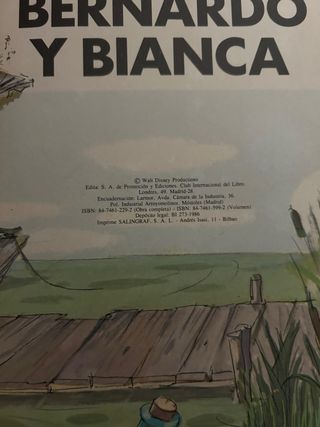 BERNARDO
Y BIANCA
© Walt Disney Productions
Edita: S. A. de Promoción y Ediciones. Club Internacional del Libro.
Londres, 49. Madrid-28
Encuadernación: Larmor, Avda. Cámara de la Industria, 36.
Pol. Industrial Arroyomolinos. Móstoles (Madrid)
ISBN: 84-7461-229-2 (Obra completa) - ISBN: 84-7461-599-2 (Volumen)
Depósito legal: BI 273-1986
Imprime SALINGRAF, S. A. L. - Andrés Isasi, 11 - Bilbao